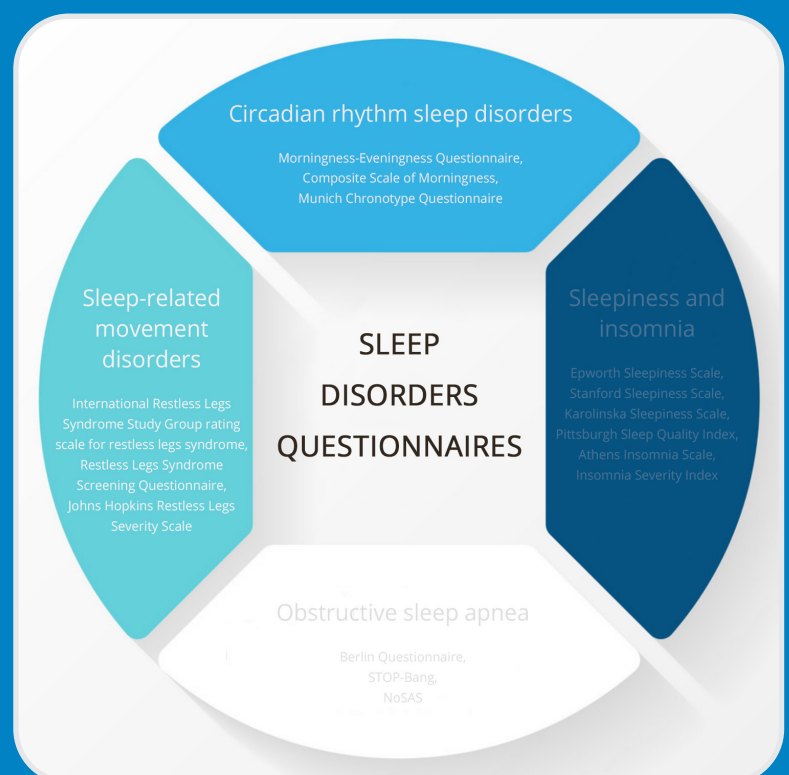 Circadian rhythm sleep disorders
Morningness-Eveningness Questionnaire,
Composite Scale of Morningness,
Munich Chronotype Questionnaire
Sleep-related
movement
disorders
International Restless Legs
Syndrome Study Group rating
scale for restless legs syndrome,
Restless Legs Syndrome
Screening Questionnaire,
Johns Hopkins Restless Legs
Severity Scale
SLEEP
DISORDERS
QUESTIONNAIRES
Sleepiness and
insomnia
Epworth Sleepiness Scale,
Stanford Sleepiness Scale,
Karolinska Sleepiness Scale,
Pittsburgh Sleep Quality Index,
Athens Insomnia Scale,
Insomnia Severity Index
Obstructive sleep apnea
Berlin Questionnaire,
STOP-Bang,
NoSAS